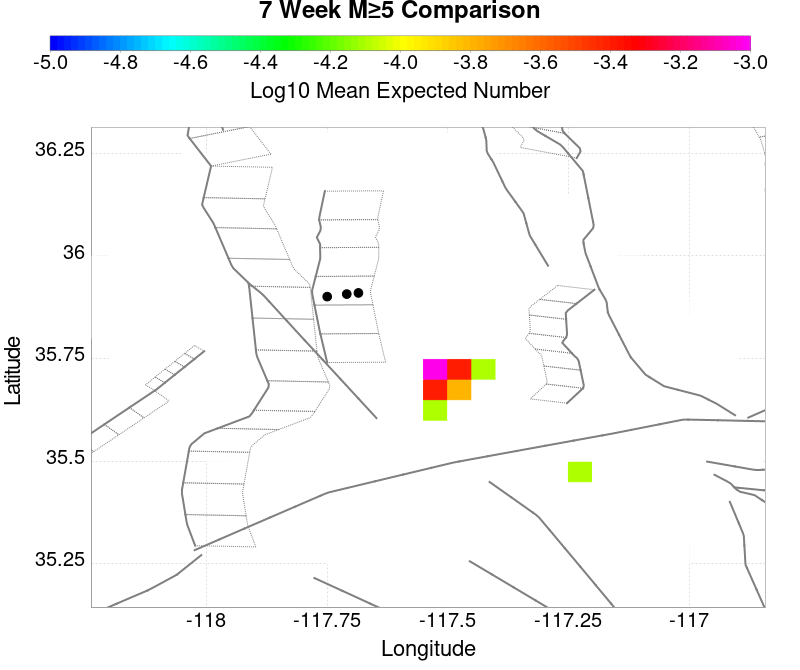 7 Week M≥5 Comparison
-5.0 -4.8 -4.6 -4.4 -4.2 -4.0 -3.8 -3.6 -3.4 -3.2 -3.0
Log10 Mean Expected Number
36.25
36
35.75
35.5
35.25
Latitude
-118 -117.75 -117.5 -117.25 -117
Longitude